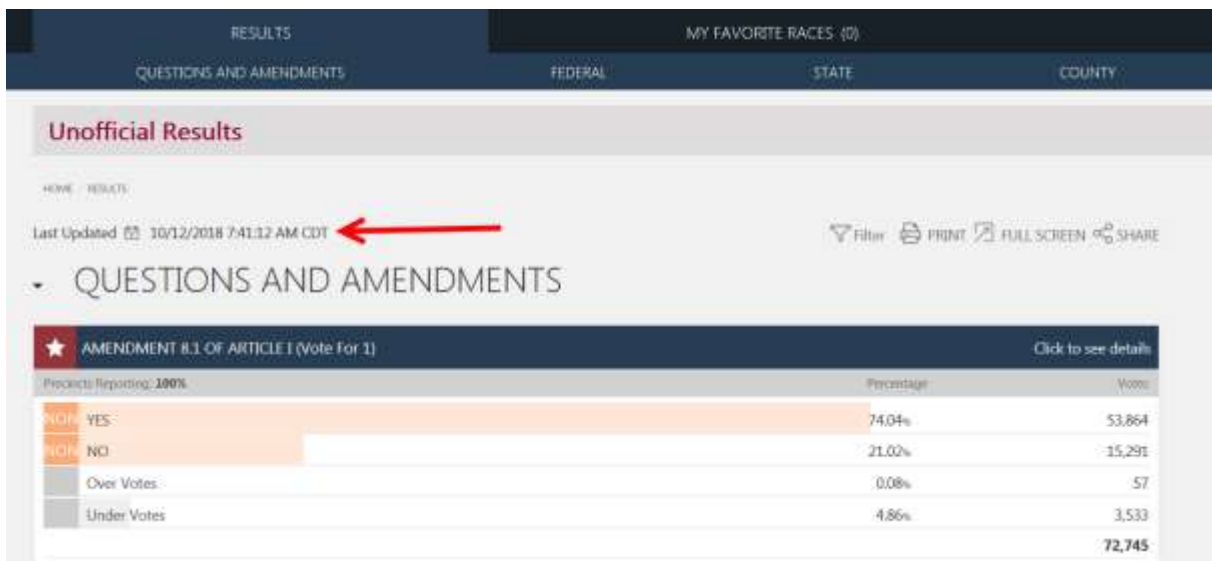 RESULTS MY FAVORITE RACES (0)
QUESTIONS AND AMENDMENTS FEDERAL STATE COUNTY
Unofficial Results
HOME RESULTS
Last Updated 10/12/2018 7:41:12 AM CDT Filter PRINT FULL SCREEN SHARE
QUESTIONS AND AMENDMENTS
AMENDMENT 8.1 OF ARTICLE I (Vote For 1) Click to see details
Precincts Reporting: 100% Percentage Votes
NON YES 74.04% 53,864
NON NO 21.02% 15,291
Over Votes 0.08% 57
Under Votes 4.86% 3,533
72,745